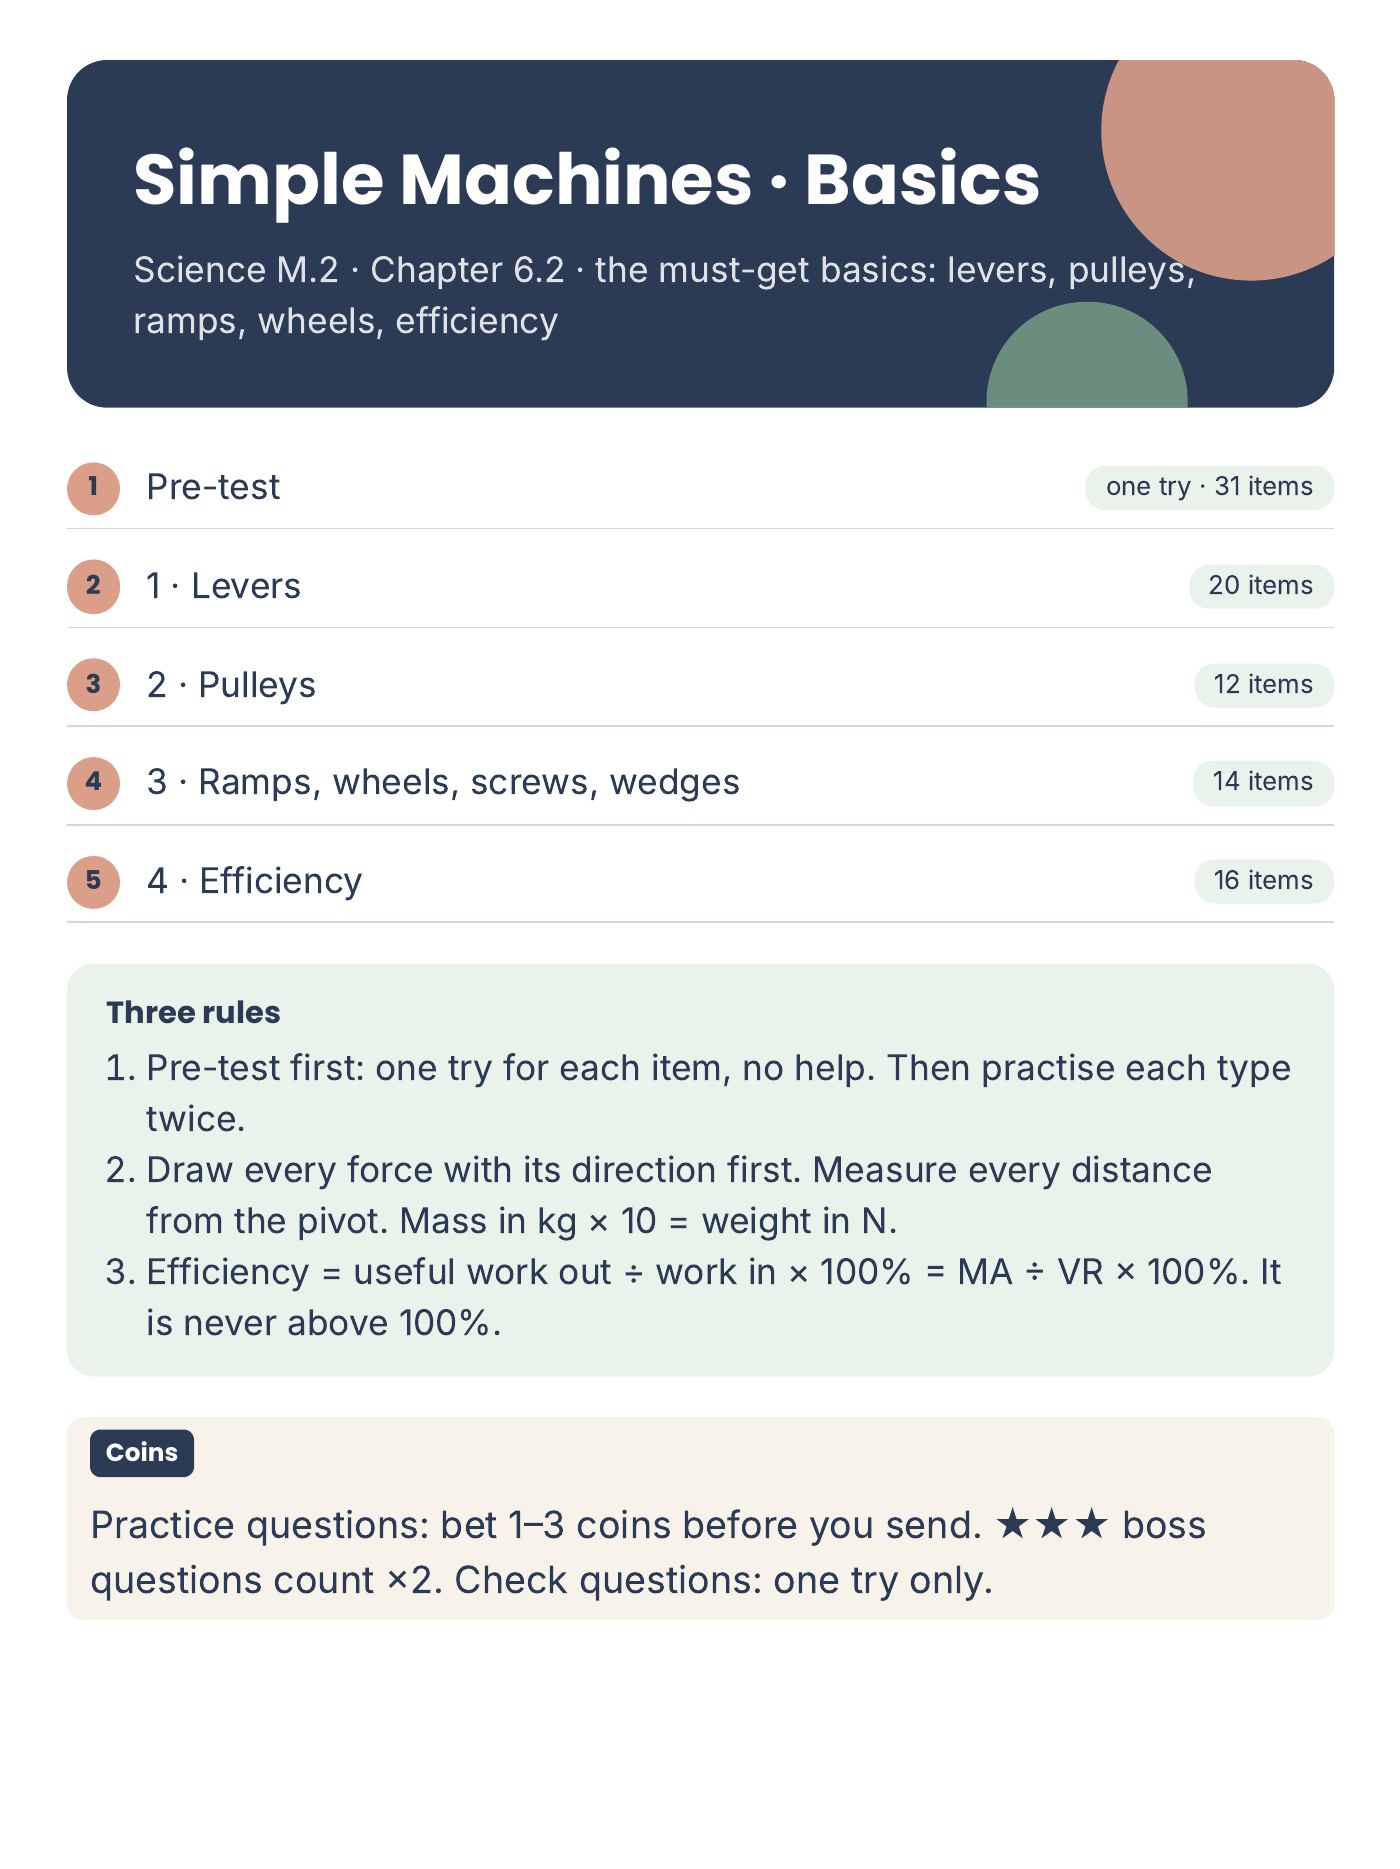 Simple Machines · Basics
Science M.2 · Chapter 6.2 · the must-get basics: levers, pulleys,
ramps, wheels, efficiency
1 Pre-test one try · 31 items
2 1 · Levers 20 items
3 2 · Pulleys 12 items
4 3 · Ramps, wheels, screws, wedges 14 items
5 4 · Efficiency 16 items
Three rules
1. Pre-test first: one try for each item, no help. Then practise each type
twice.
2. Draw every force with its direction first. Measure every distance
from the pivot. Mass in kg × 10 = weight in N.
3. Efficiency = useful work out ÷ work in × 100% = MA ÷ VR × 100%. It
is never above 100%.
Coins
Practice questions: bet 1–3 coins before you send. ★★★ boss
questions count ×2. Check questions: one try only.